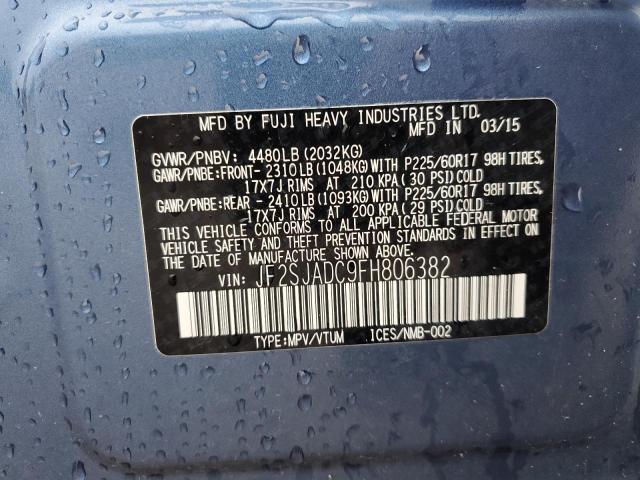 MFD BY FUJI HEAVY INDUSTRIES LTD.
MFD IN 03/15
GVWR/PNBV: 4480LB(2032KG)
GAWR/PNBE:FRONT- 2310LB(1048KG)WITH P225/60R17 98H TIRES,
17X7J RIMS AT 210 KPA(30 PSI)COLD
GAWR/PNBE:REAR - 2410LB(1093KG)WITH P225/60R17 98H TIRES,
17X7J RIMS AT 200 KPA(29 PSI)COLD
THIS VEHICLE CONFORMS TO ALL APPLICABLE FEDERAL MOTOR
VEHICLE SAFETY AND THEFT PREVENTION STANDARDS IN EFFECT ON
THE DATE OF MANUFACTURE SHOWN ABOVE.
VIN: JF2SJADC9FH806382
TYPE:MPV/VTUM ICES/NMB-002